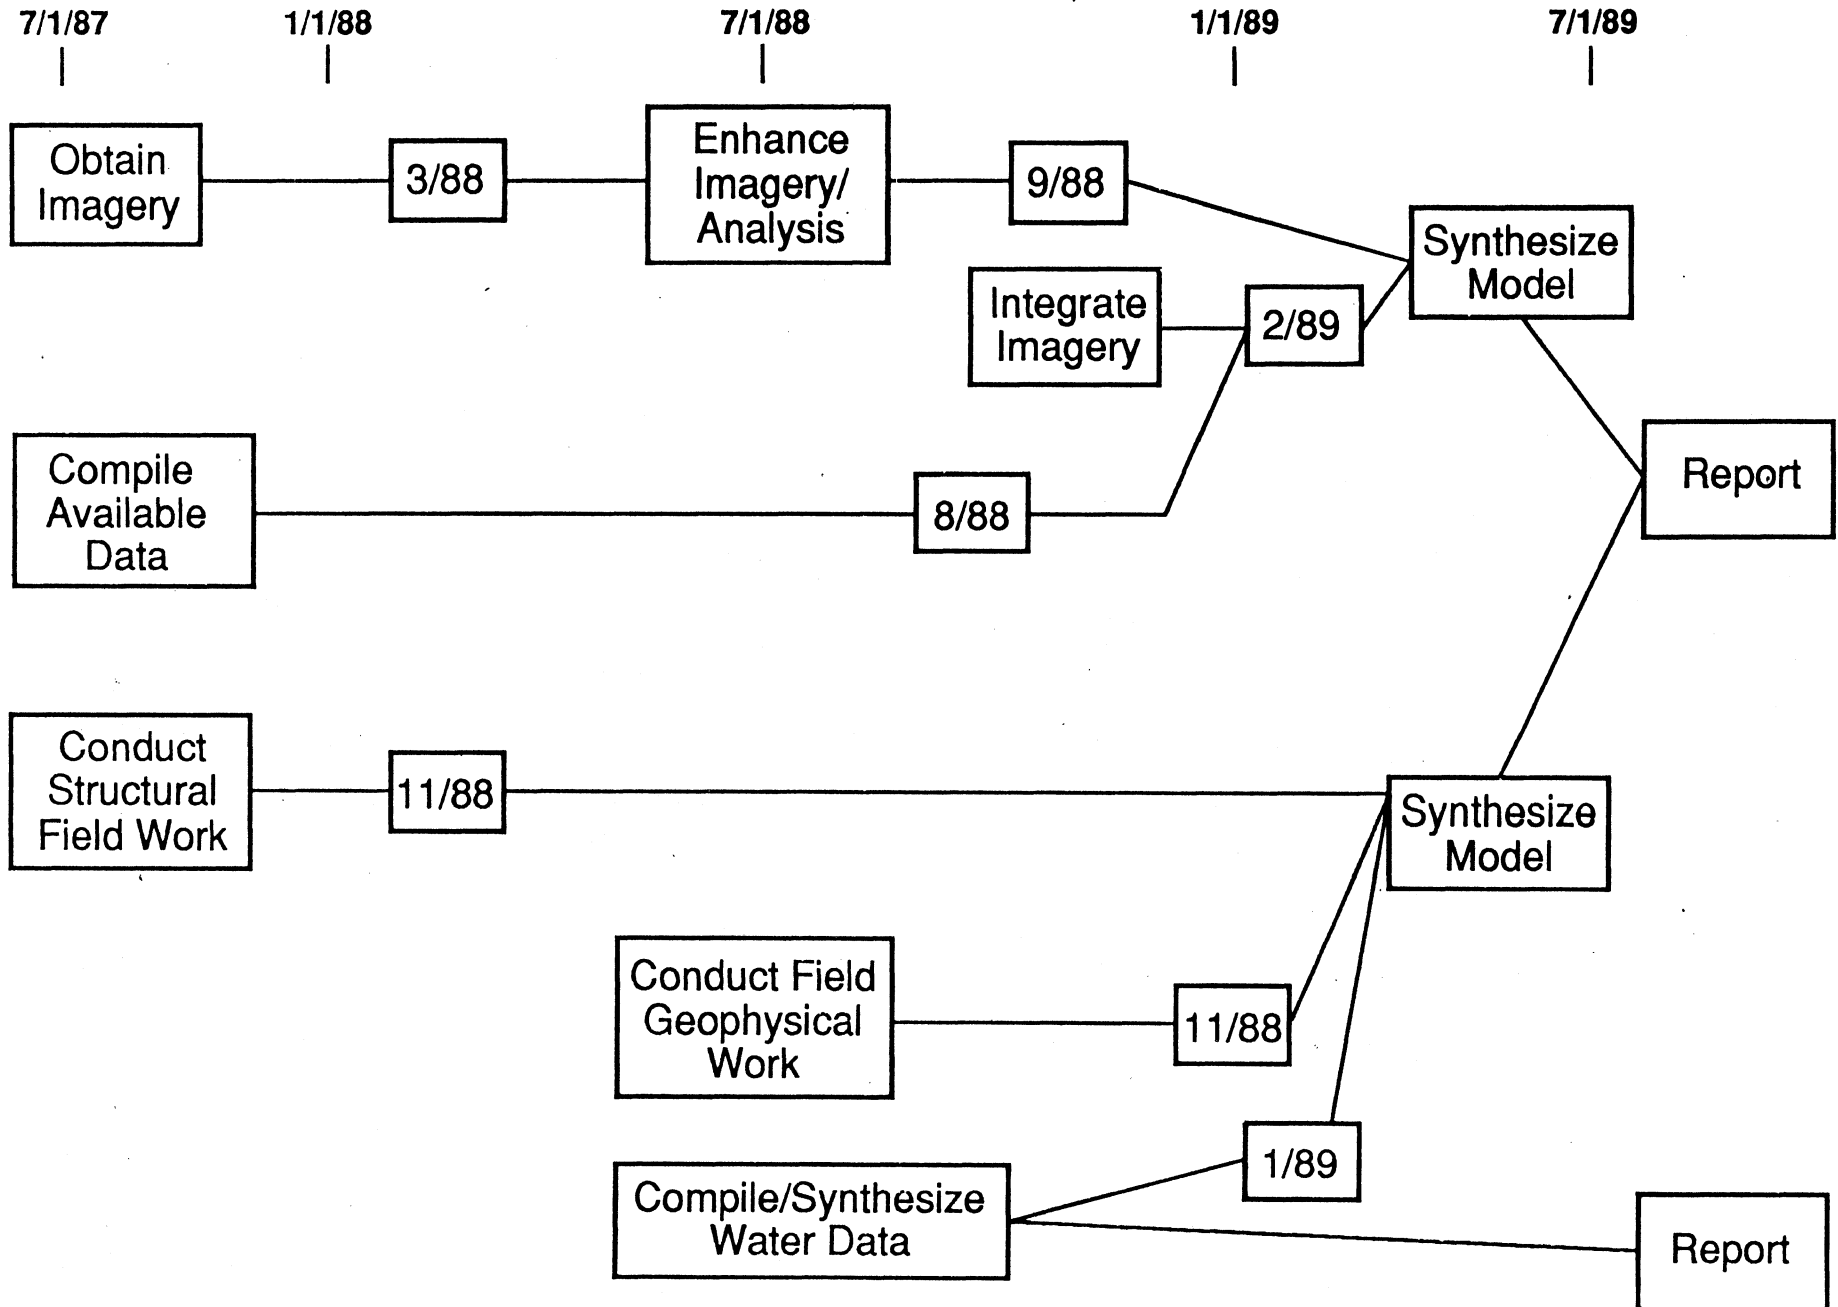 7/1/87
1/1/88
7/1/88
1/1/89
7/1/89
Obtain
Imagery
3/88
Enhance
Imagery/
Analysis
9/88
Synthesize
Model
Integrate
Imagery
2/89
Compile
Available
Data
8/88
Report
Conduct
Structural
Field Work
11/88
Synthesize
Model
Conduct Field
Geophysical
Work
11/88
1/89
Compile/Synthesize
Water Data
Report